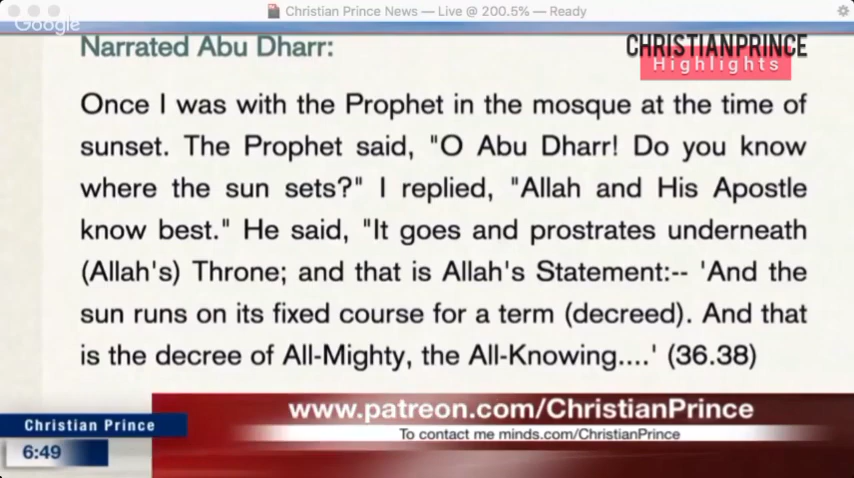 Christian Prince News — Live @ 200.5% — Ready
Google
CHRISTIANPRINCE
Highlights
Narrated Abu Dharr:
Once I was with the Prophet in the mosque at the time of
sunset. The Prophet said, "O Abu Dharr! Do you know
where the sun sets?" I replied, "Allah and His Apostle
know best." He said, "It goes and prostrates underneath
(Allah's) Throne; and that is Allah's Statement:-- 'And the
sun runs on its fixed course for a term (decreed). And that
is the decree of All-Mighty, the All-Knowing....' (36.38)
www.patreon.com/ChristianPrince
To contact me minds.com/ChristianPrince
Christian Prince
6:49